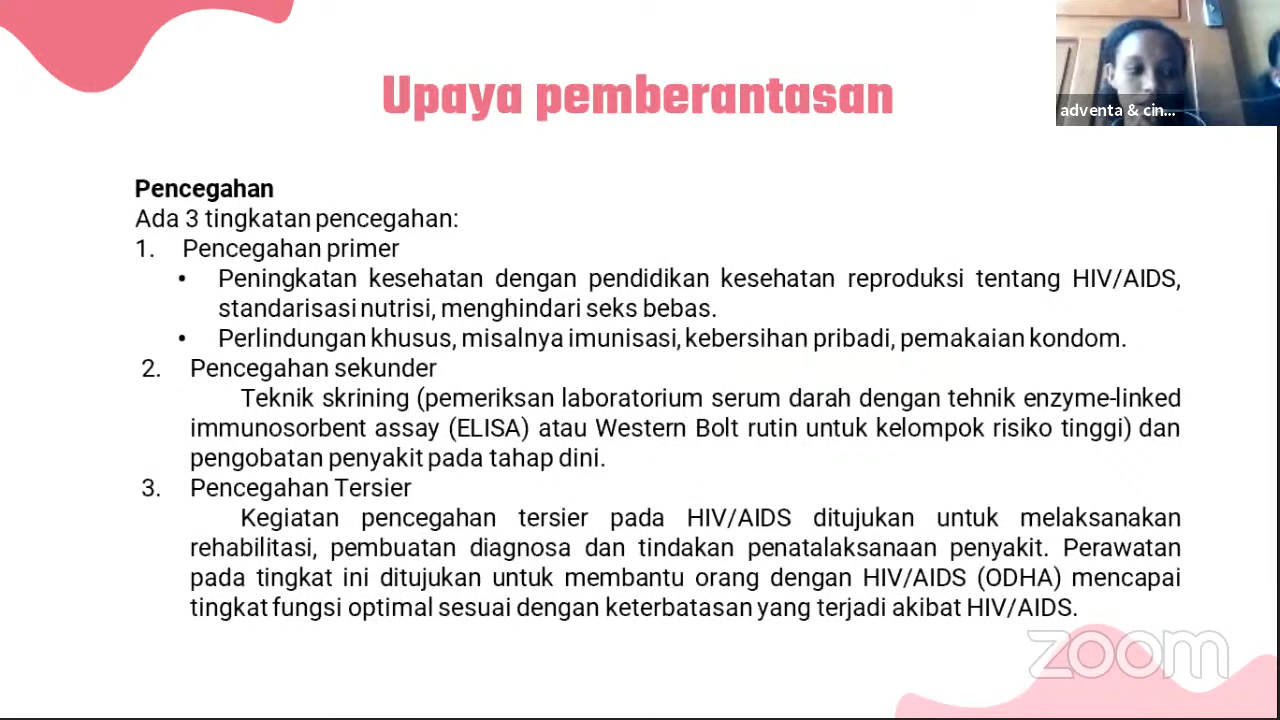 Upaya pemberantasan
adventa & cin...
Pencegahan
Ada 3 tingkatan pencegahan:
1. Pencegahan primer
• Peningkatan kesehatan dengan pendidikan kesehatan reproduksi tentang HIV/AIDS,
standarisasi nutrisi, menghindari seks bebas.
• Perlindungan khusus, misalnya imunisasi, kebersihan pribadi, pemakaian kondom.
2. Pencegahan sekunder
Teknik skrining (pemeriksan laboratorium serum darah dengan tehnik enzyme-linked
immunosorbent assay (ELISA) atau Western Bolt rutin untuk kelompok risiko tinggi) dan
pengobatan penyakit pada tahap dini.
3. Pencegahan Tersier
Kegiatan pencegahan tersier pada HIV/AIDS ditujukan untuk melaksanakan
rehabilitasi, pembuatan diagnosa dan tindakan penatalaksanaan penyakit. Perawatan
pada tingkat ini ditujukan untuk membantu orang dengan HIV/AIDS (ODHA) mencapai
tingkat fungsi optimal sesuai dengan keterbatasan yang terjadi akibat HIV/AIDS.
zoom